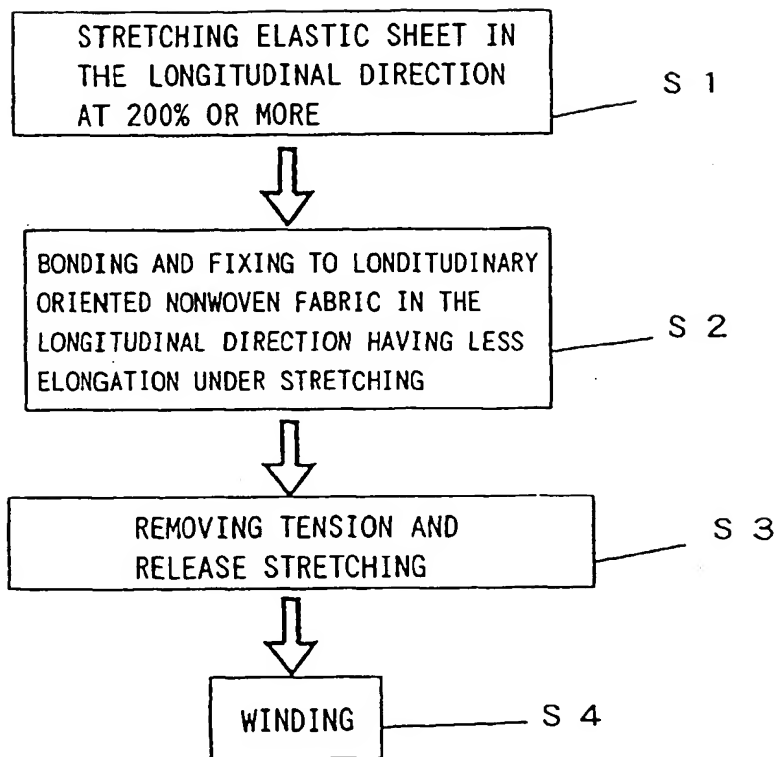 STRETCHING ELASTIC SHEET IN
THE LONGITUDINAL DIRECTION
AT 200% OR MORE
S 1
BONDING AND FIXING TO LONDITUDINARY
ORIENTED NONWOVEN FABRIC IN THE
LONGITUDINAL DIRECTION HAVING LESS
ELONGATION UNDER STRETCHING
S 2
REMOVING TENSION AND
RELEASE STRETCHING
S 3
WINDING
S 4